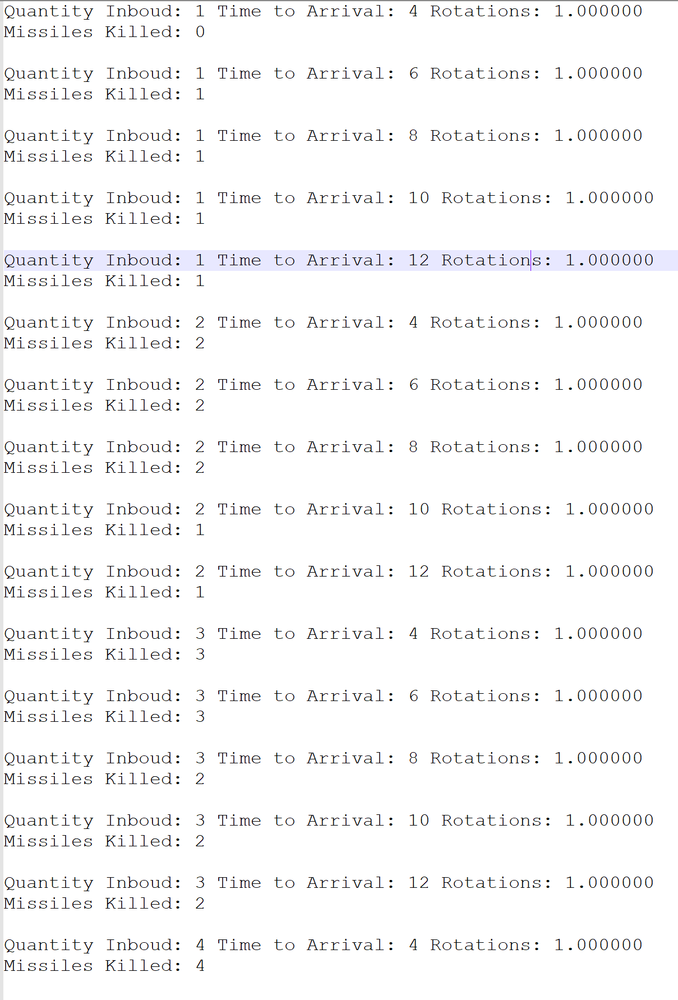 Quantity Inboud: 1 Time to Arrival: 4 Rotations: 1.000000
Missiles Killed: 0
Quantity Inboud: 1 Time to Arrival: 6 Rotations: 1.000000
Missiles Killed: 1
Quantity Inboud: 1 Time to Arrival: 8 Rotations: 1.000000
Missiles Killed: 1
Quantity Inboud: 1 Time to Arrival: 10 Rotations: 1.000000
Missiles Killed: 1
Quantity Inboud: 1 Time to Arrival: 12 Rotations: 1.000000
Missiles Killed: 1
Quantity Inboud: 2 Time to Arrival: 4 Rotations: 1.000000
Missiles Killed: 2
Quantity Inboud: 2 Time to Arrival: 6 Rotations: 1.000000
Missiles Killed: 2
Quantity Inboud: 2 Time to Arrival: 8 Rotations: 1.000000
Missiles Killed: 2
Quantity Inboud: 2 Time to Arrival: 10 Rotations: 1.000000
Missiles Killed: 1
Quantity Inboud: 2 Time to Arrival: 12 Rotations: 1.000000
Missiles Killed: 1
Quantity Inboud: 3 Time to Arrival: 4 Rotations: 1.000000
Missiles Killed: 3
Quantity Inboud: 3 Time to Arrival: 6 Rotations: 1.000000
Missiles Killed: 3
Quantity Inboud: 3 Time to Arrival: 8 Rotations: 1.000000
Missiles Killed: 2
Quantity Inboud: 3 Time to Arrival: 10 Rotations: 1.000000
Missiles Killed: 2
Quantity Inboud: 3 Time to Arrival: 12 Rotations: 1.000000
Missiles Killed: 2
Quantity Inboud: 4 Time to Arrival: 4 Rotations: 1.000000
Missiles Killed: 4